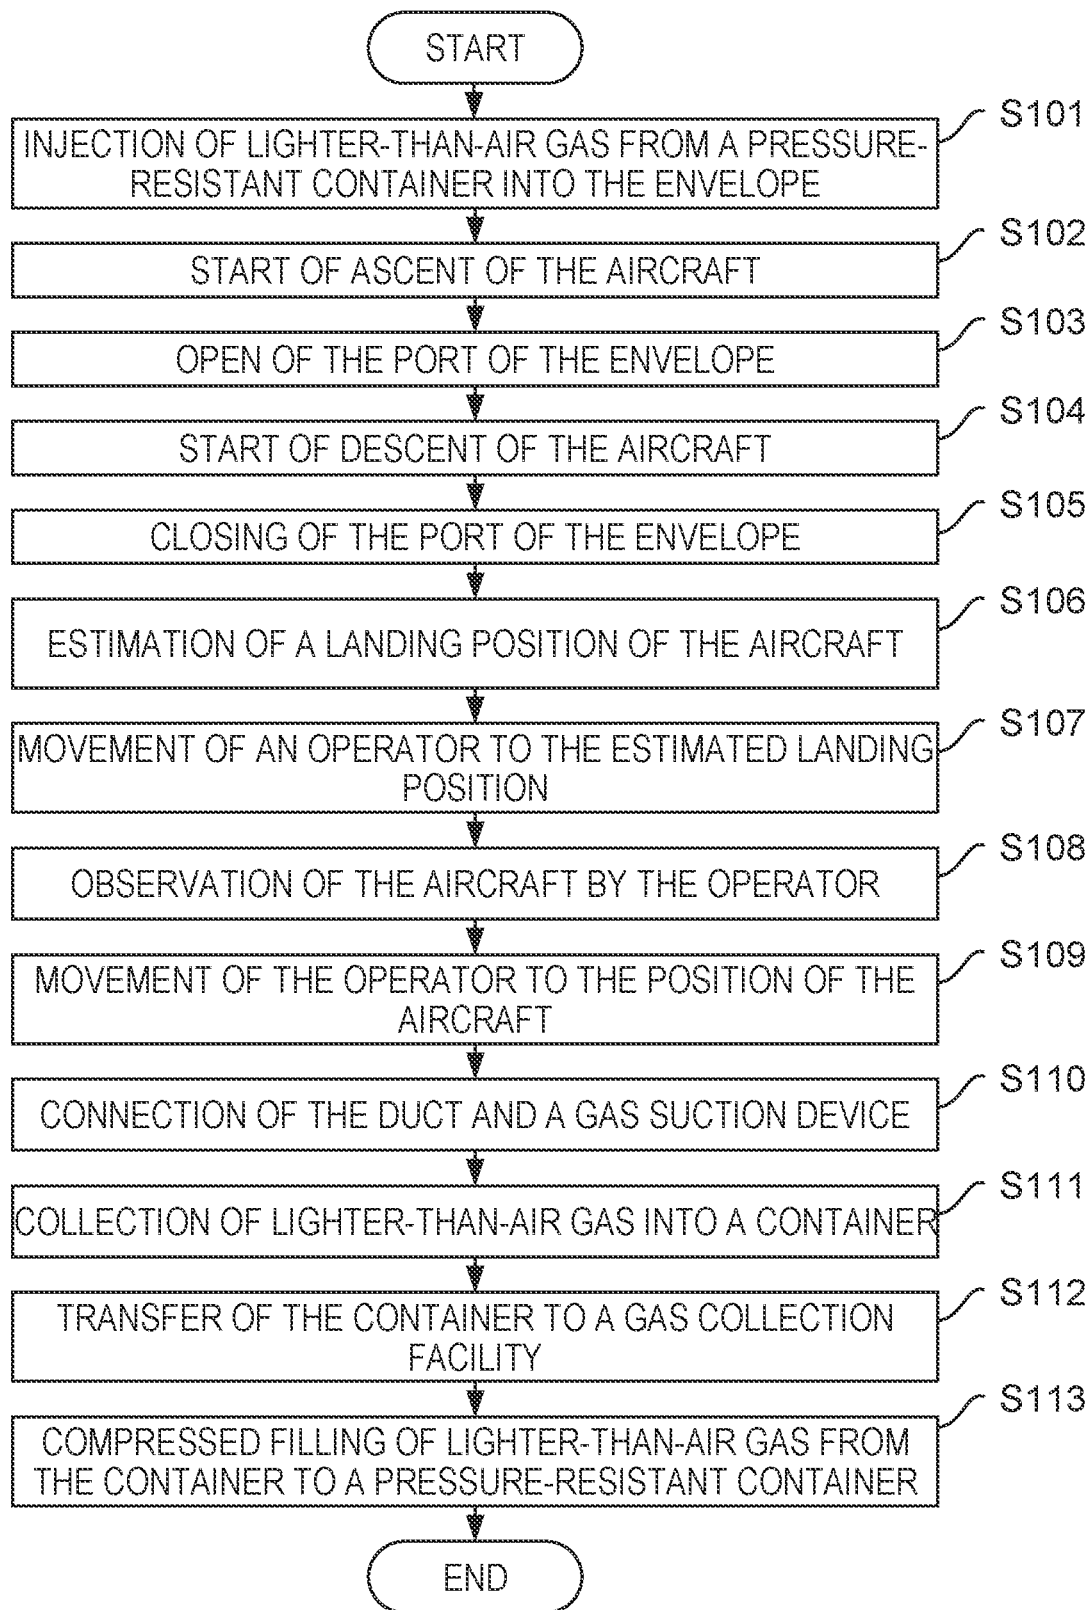 START
S101
INJECTION OF LIGHTER-THAN-AIR GAS FROM A PRESSURE-
RESISTANT CONTAINER INTO THE ENVELOPE
S102
START OF ASCENT OF THE AIRCRAFT
S103
OPEN OF THE PORT OF THE ENVELOPE
S104
START OF DESCENT OF THE AIRCRAFT
S105
CLOSING OF THE PORT OF THE ENVELOPE
S106
ESTIMATION OF A LANDING POSITION OF THE AIRCRAFT
S107
MOVEMENT OF AN OPERATOR TO THE ESTIMATED LANDING
POSITION
S108
OBSERVATION OF THE AIRCRAFT BY THE OPERATOR
S109
MOVEMENT OF THE OPERATOR TO THE POSITION OF THE
AIRCRAFT
S110
CONNECTION OF THE DUCT AND A GAS SUCTION DEVICE
S111
COLLECTION OF LIGHTER-THAN-AIR GAS INTO A CONTAINER
S112
TRANSFER OF THE CONTAINER TO A GAS COLLECTION
FACILITY
S113
COMPRESSED FILLING OF LIGHTER-THAN-AIR GAS FROM
THE CONTAINER TO A PRESSURE-RESISTANT CONTAINER
END